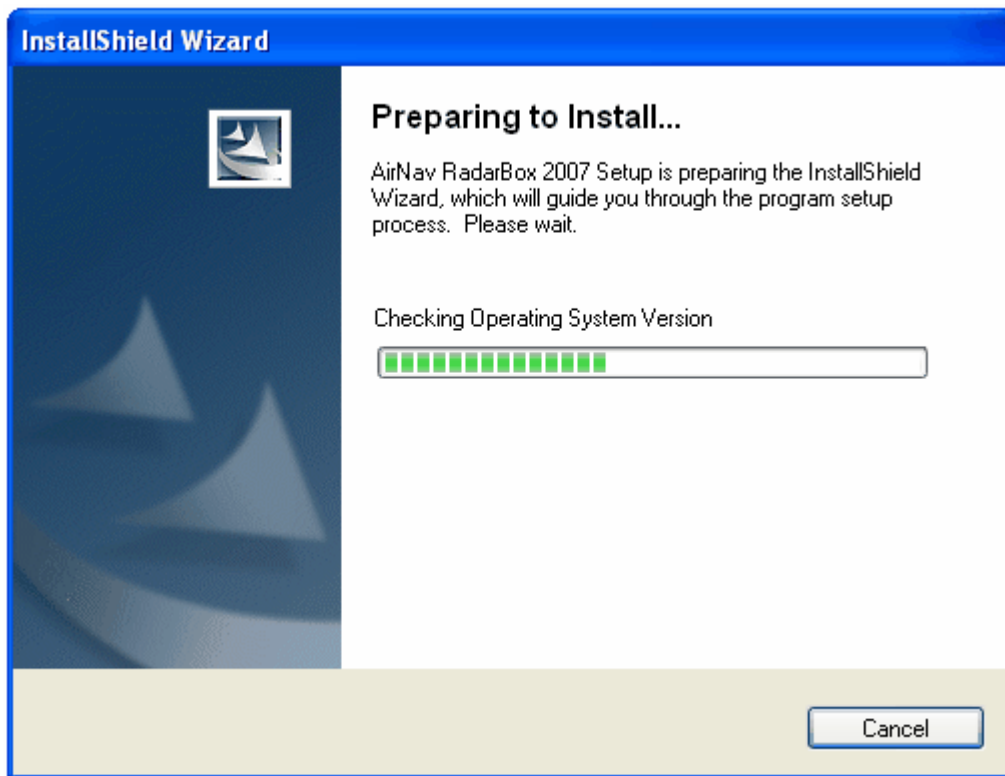 InstallShield Wizard
Preparing to Install...
AirNav RadarBox 2007 Setup is preparing the InstallShield
Wizard, which will guide you through the program setup
process.  Please wait.
Checking Operating System Version
Cancel